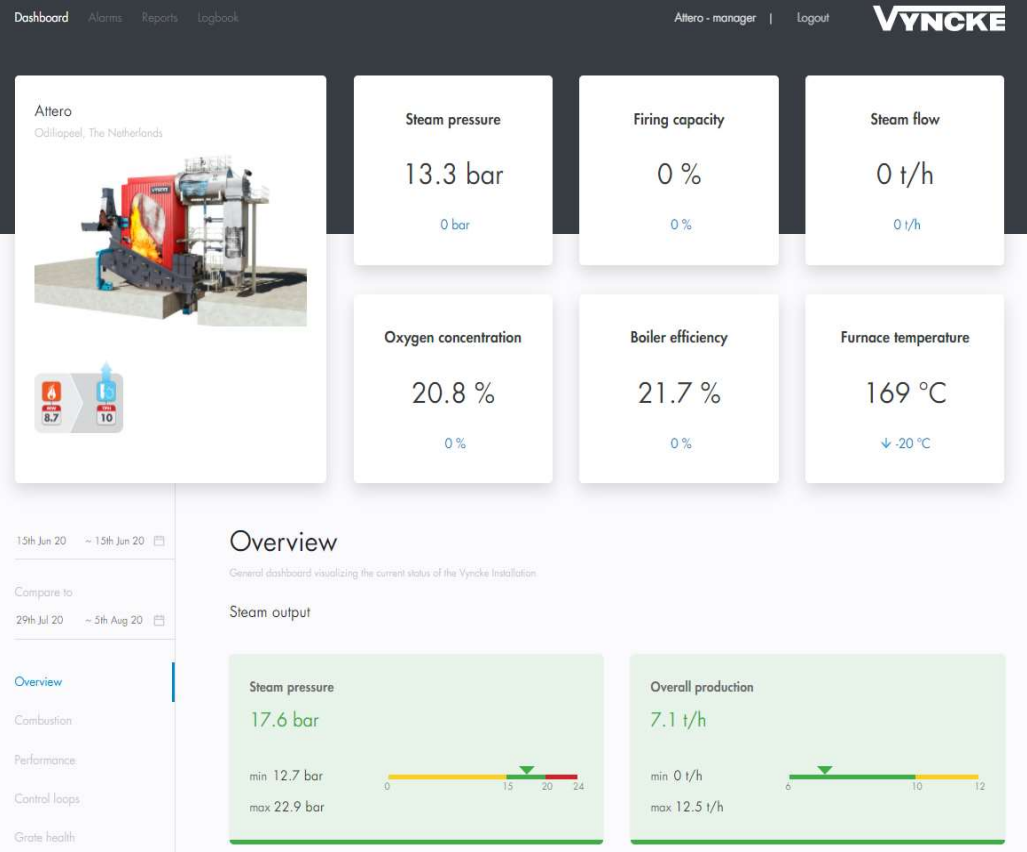 Dashboard Alarms Reports Logbook
Attero - manager | Logout
VYNCKE
Attero
Odiliapeel, The Netherlands
VYNCKE
8.7
10
Steam pressure
13.3 bar
0 bar
Firing capacity
0 %
0 %
Steam flow
0 t/h
0 t/h
Oxygen concentration
20.8 %
0 %
Boiler efficiency
21.7 %
0 %
Furnace temperature
169 °C
-20 °C
15th Jun 20 ~ 15th Jun 20
Compare to
29th Jul 20 ~ 5th Aug 20
Overview
Combustion
Performance
Control loops
Grate health
Overview
General dashboard visualizing the current status of the Vyncke Installation.
Steam output
Steam pressure
17.6 bar
min 12.7 bar
max 22.9 bar
0 15 20 24
Overall production
7.1 t/h
min 0 t/h
max 12.5 t/h
6 10 12